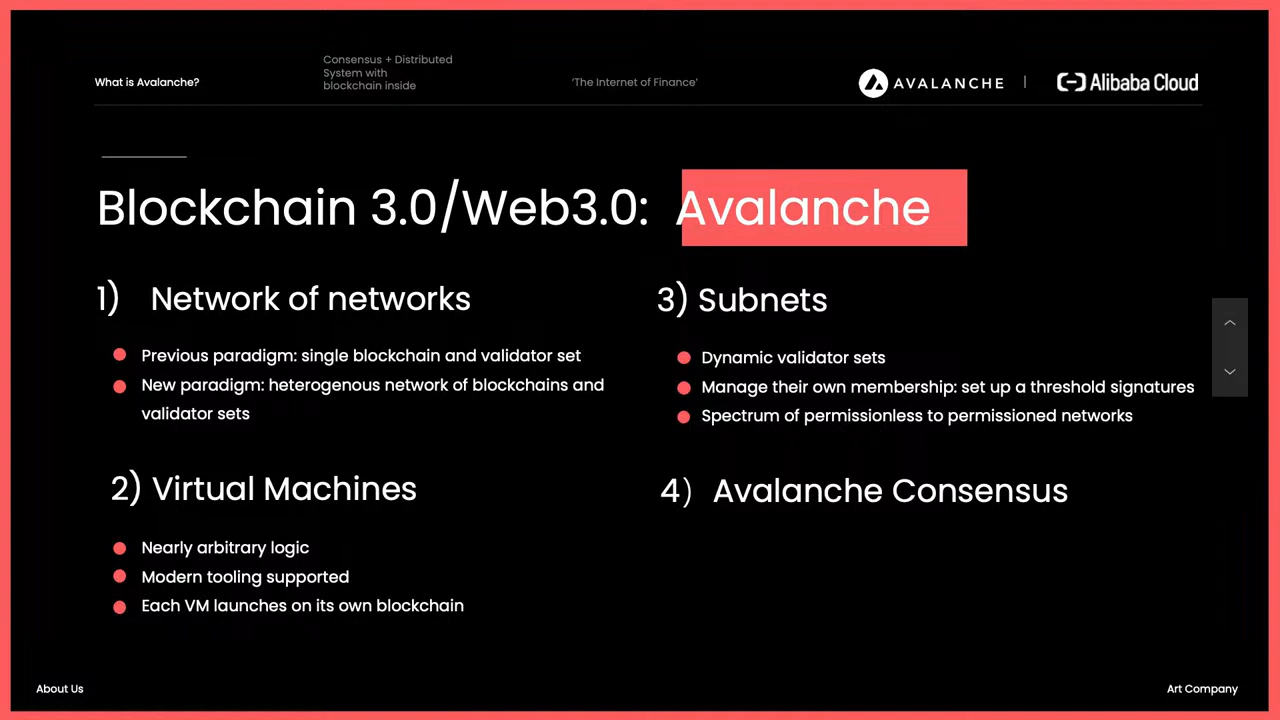 What is Avalanche?
Consensus + Distributed
System with
blockchain inside
'The Internet of Finance'
AVALANCHE
Alibaba Cloud
Blockchain 3.0/Web3.0: Avalanche
1) Network of networks
Previous paradigm: single blockchain and validator set
New paradigm: heterogenous network of blockchains and
validator sets
2) Virtual Machines
Nearly arbitrary logic
Modern tooling supported
Each VM launches on its own blockchain
3) Subnets
Dynamic validator sets
Manage their own membership: set up a threshold signatures
Spectrum of permissionless to permissioned networks
4) Avalanche Consensus
About Us
Art Company